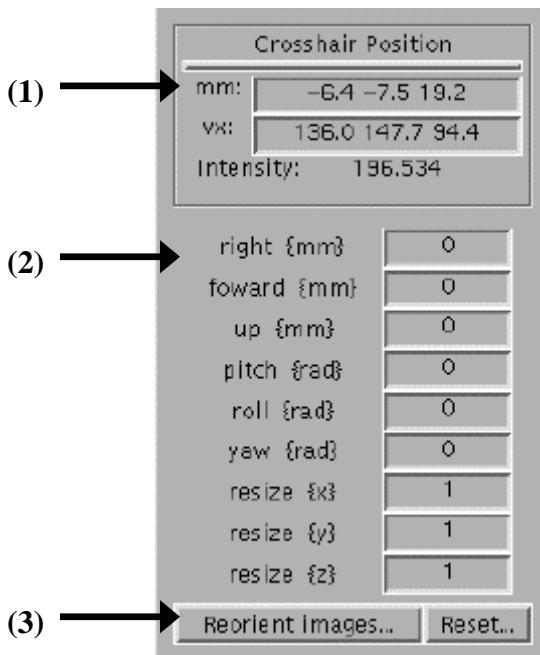 Crosshair Position
(1) mm: -6.4 -7.5 19.2
vx: 136.0 147.7 94.4
Intensity: 196.534
(2) right {mm} 0
foward {mm} 0
up {mm} 0
pitch {rad} 0
roll {rad} 0
yaw {rad} 0
resize {x} 1
resize {y} 1
resize {z} 1
(3) Reorient images... Reset...